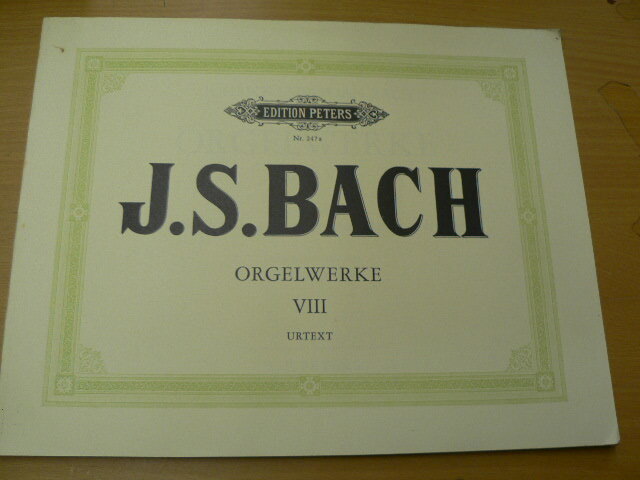 EDITION PETERS
Nr. 247a
J.S.BACH
ORGELWERKE
VIII
URTEXT